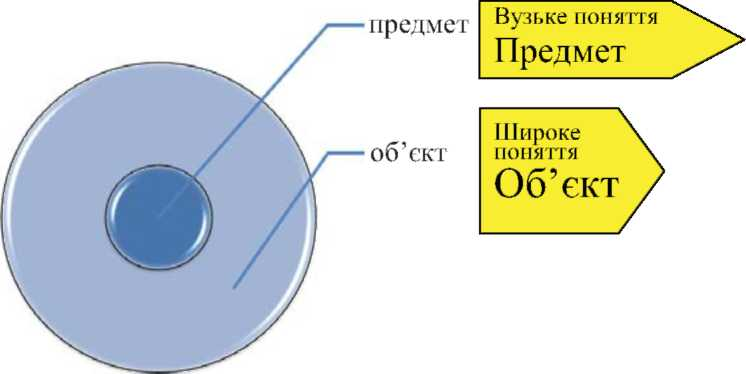 предмет
об’єкт
Вузьке поняття
Предмет
Широке
поняття
Об’єкт